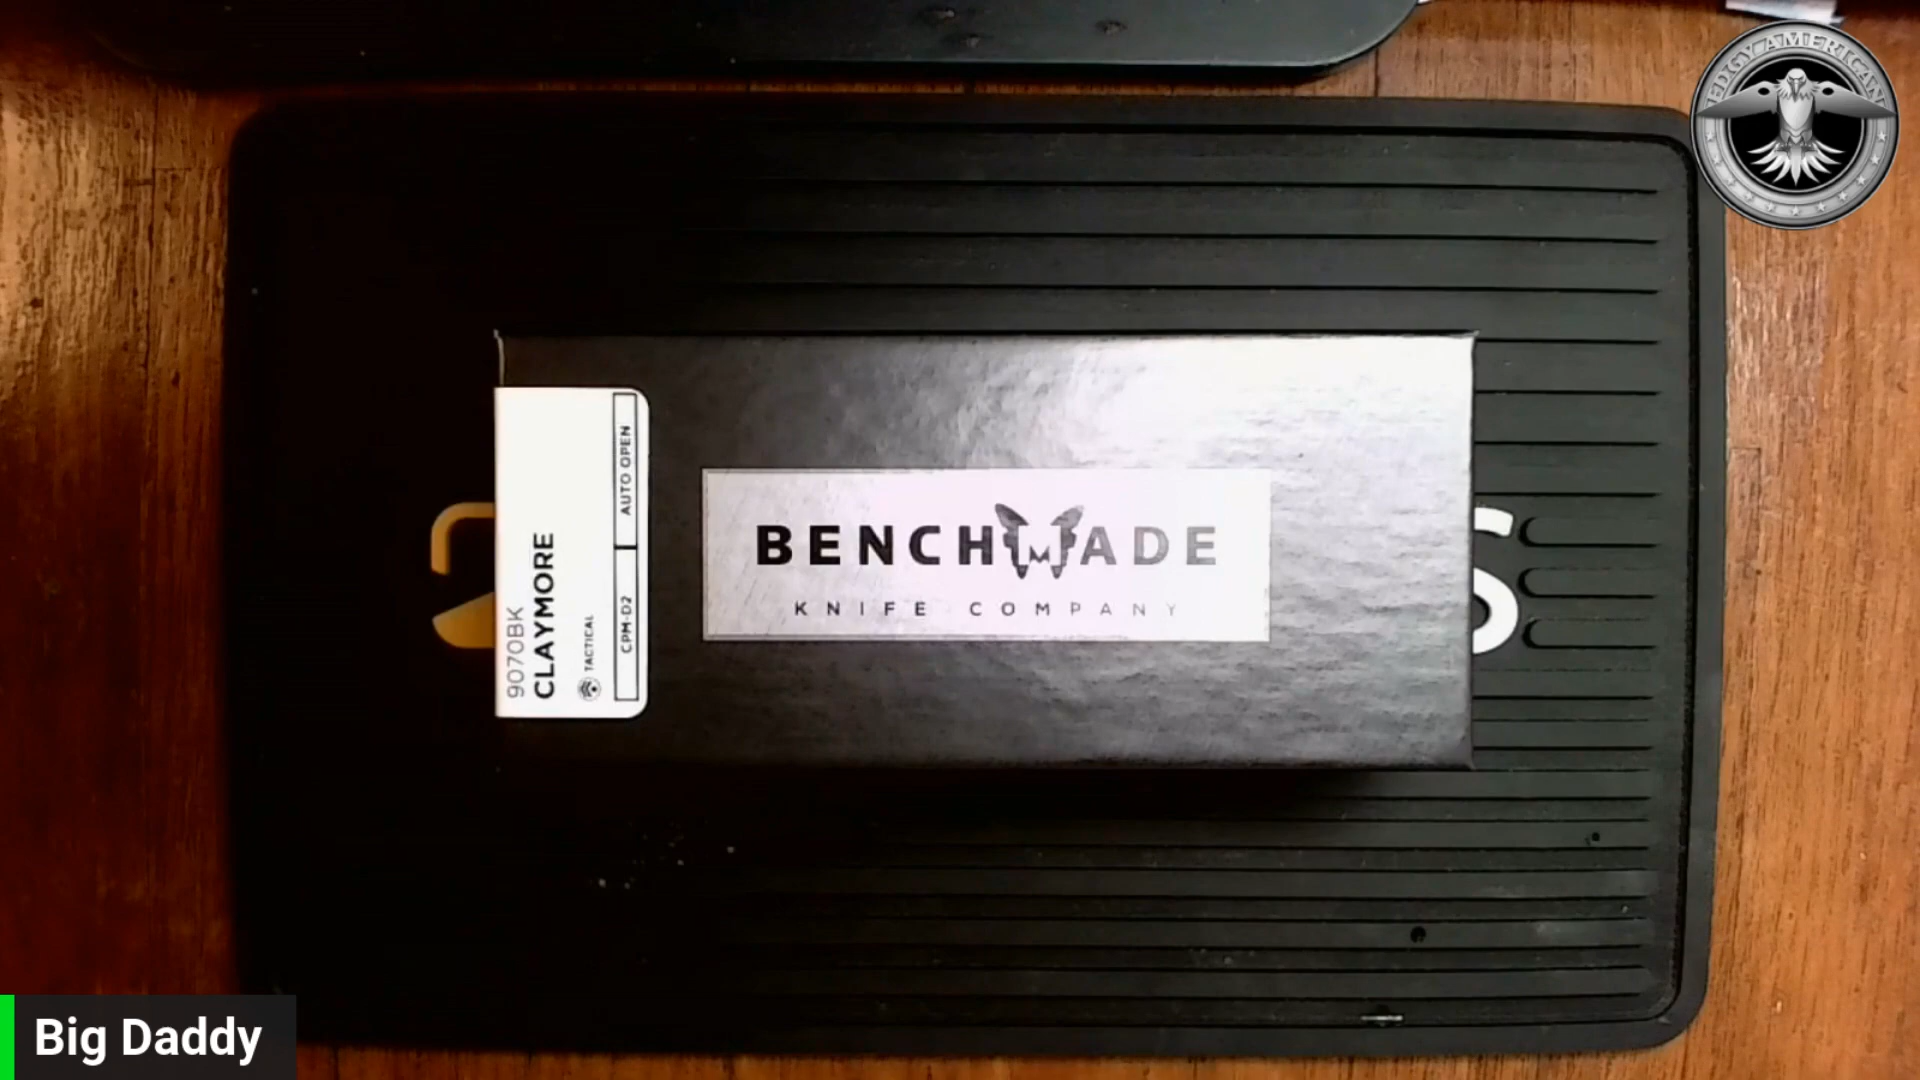 EDGY AMERICAN
9070BK
CLAYMORE
TACTICAL
CPM-D2
AUTO OPEN
BENCHMADE
KNIFE COMPANY
S
Big Daddy